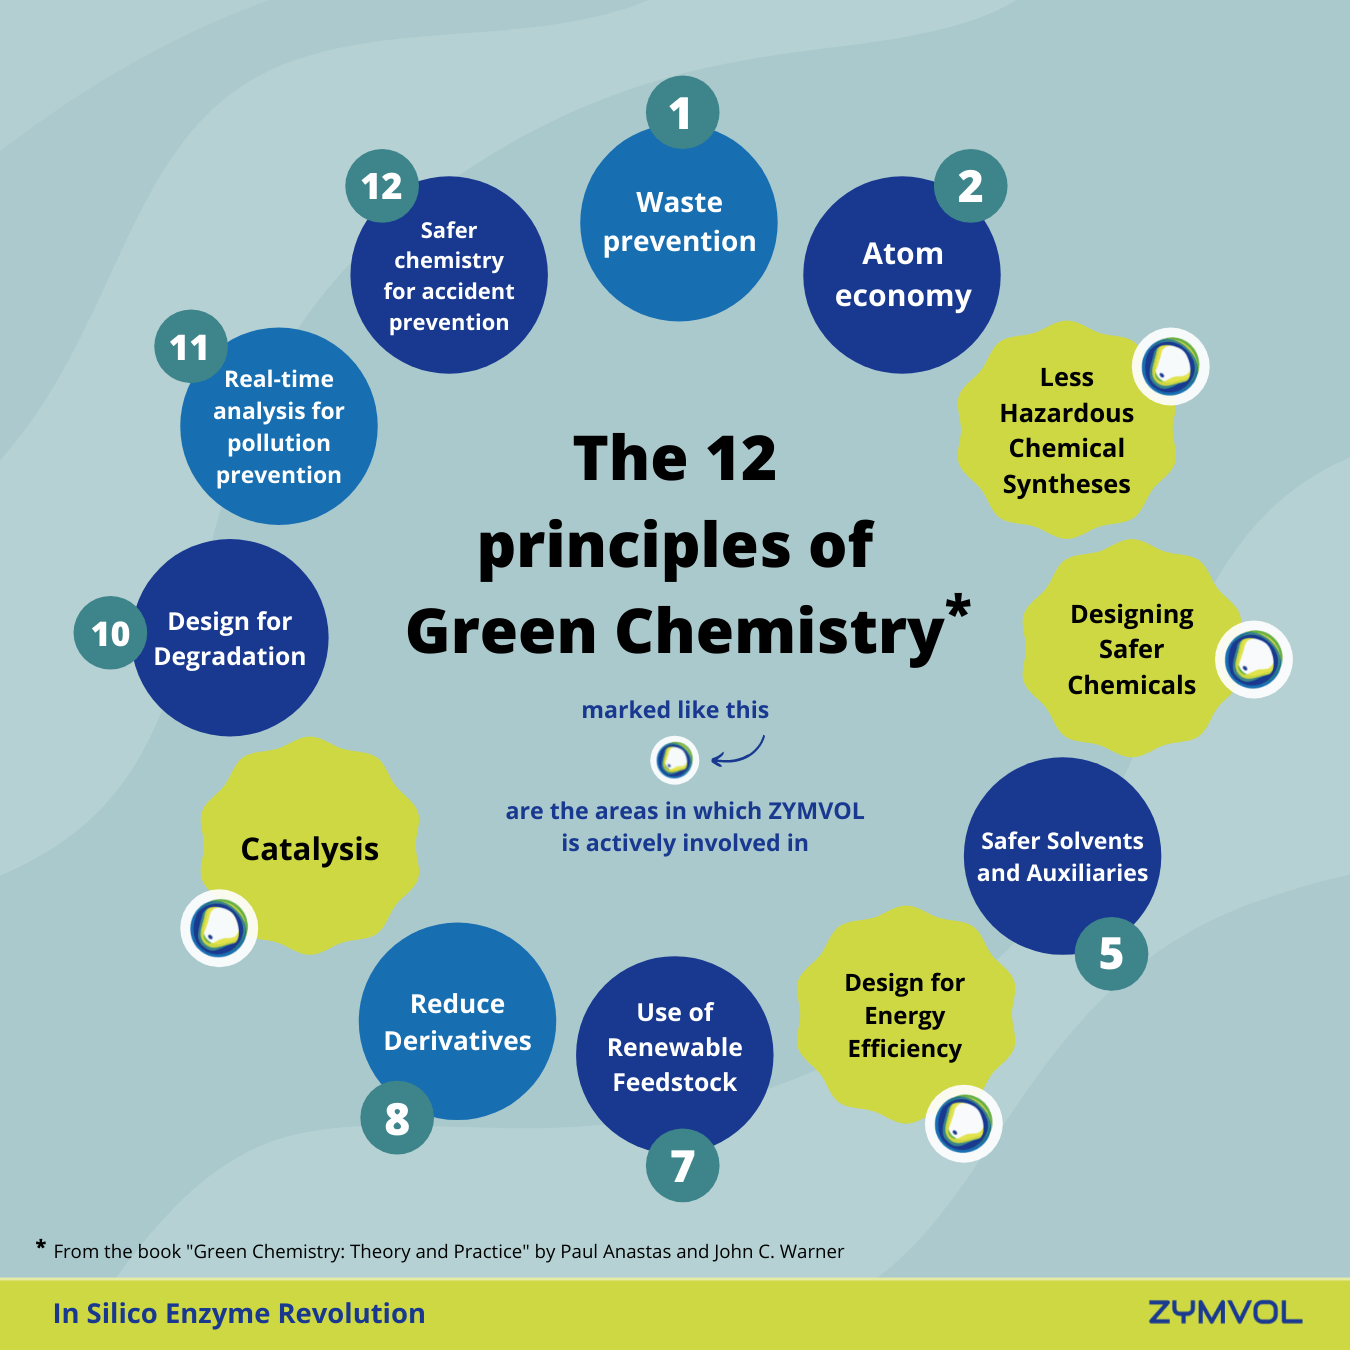 The 12
principles of
Green Chemistry*
marked like this
are the areas in which ZYMVOL
is actively involved in
1
Waste
prevention
2
Atom
economy
Less
Hazardous
Chemical
Syntheses
Designing
Safer
Chemicals
Safer Solvents
and Auxiliaries
5
Design for
Energy
Efficiency
Use of
Renewable
Feedstock
7
Reduce
Derivatives
8
Catalysis
10
Design for
Degradation
11
Real-time
analysis for
pollution
prevention
12
Safer
chemistry
for accident
prevention
* From the book "Green Chemistry: Theory and Practice" by Paul Anastas and John C. Warner
In Silico Enzyme Revolution
ZYMVOL